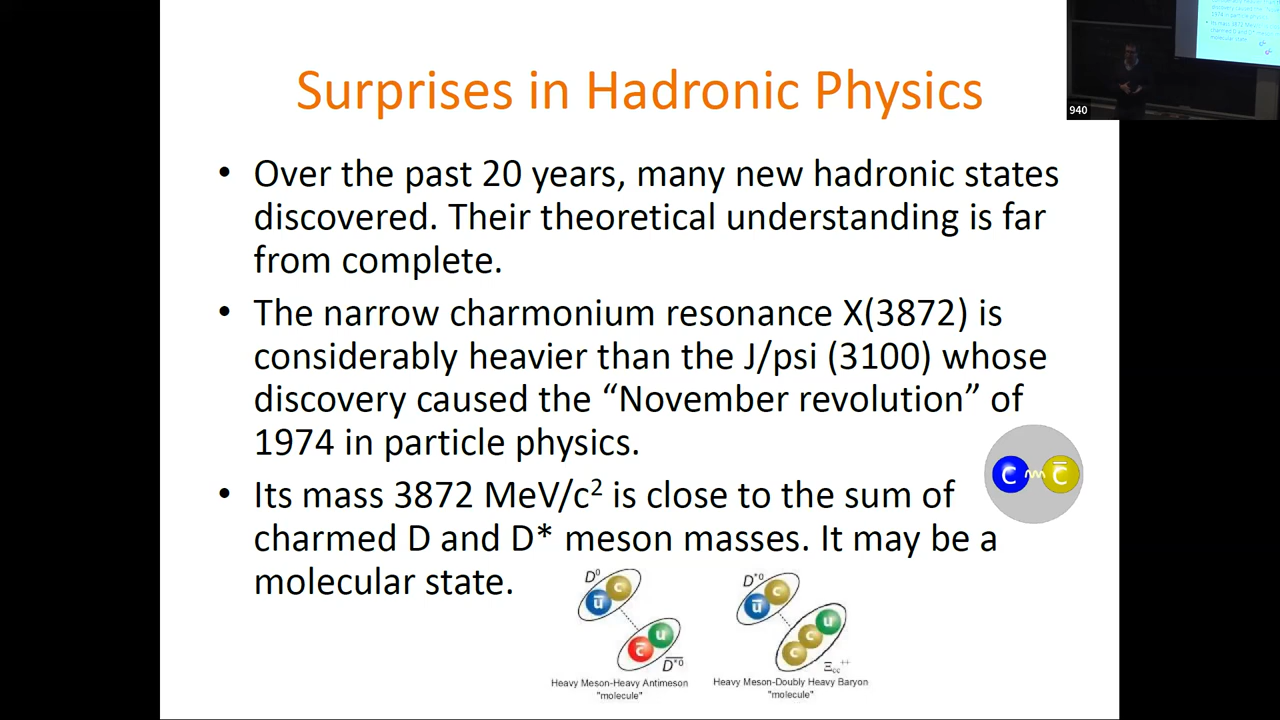 Surprises in Hadronic Physics
940
• Over the past 20 years, many new hadronic states
discovered. Their theoretical understanding is far
from complete.
• The narrow charmonium resonance X(3872) is
considerably heavier than the J/psi (3100) whose
discovery caused the “November revolution” of
1974 in particle physics.
c c̅
• Its mass 3872 MeV/c² is close to the sum of
charmed D and D* meson masses. It may be a
molecular state.
D⁰
u̅ c
c̅ u
D̅*⁰
Heavy Meson-Heavy Antimeson
"molecule"
D*⁰
u̅ c
c c u
Ξcc⁺⁺
Heavy Meson-Doubly Heavy Baryon
"molecule"